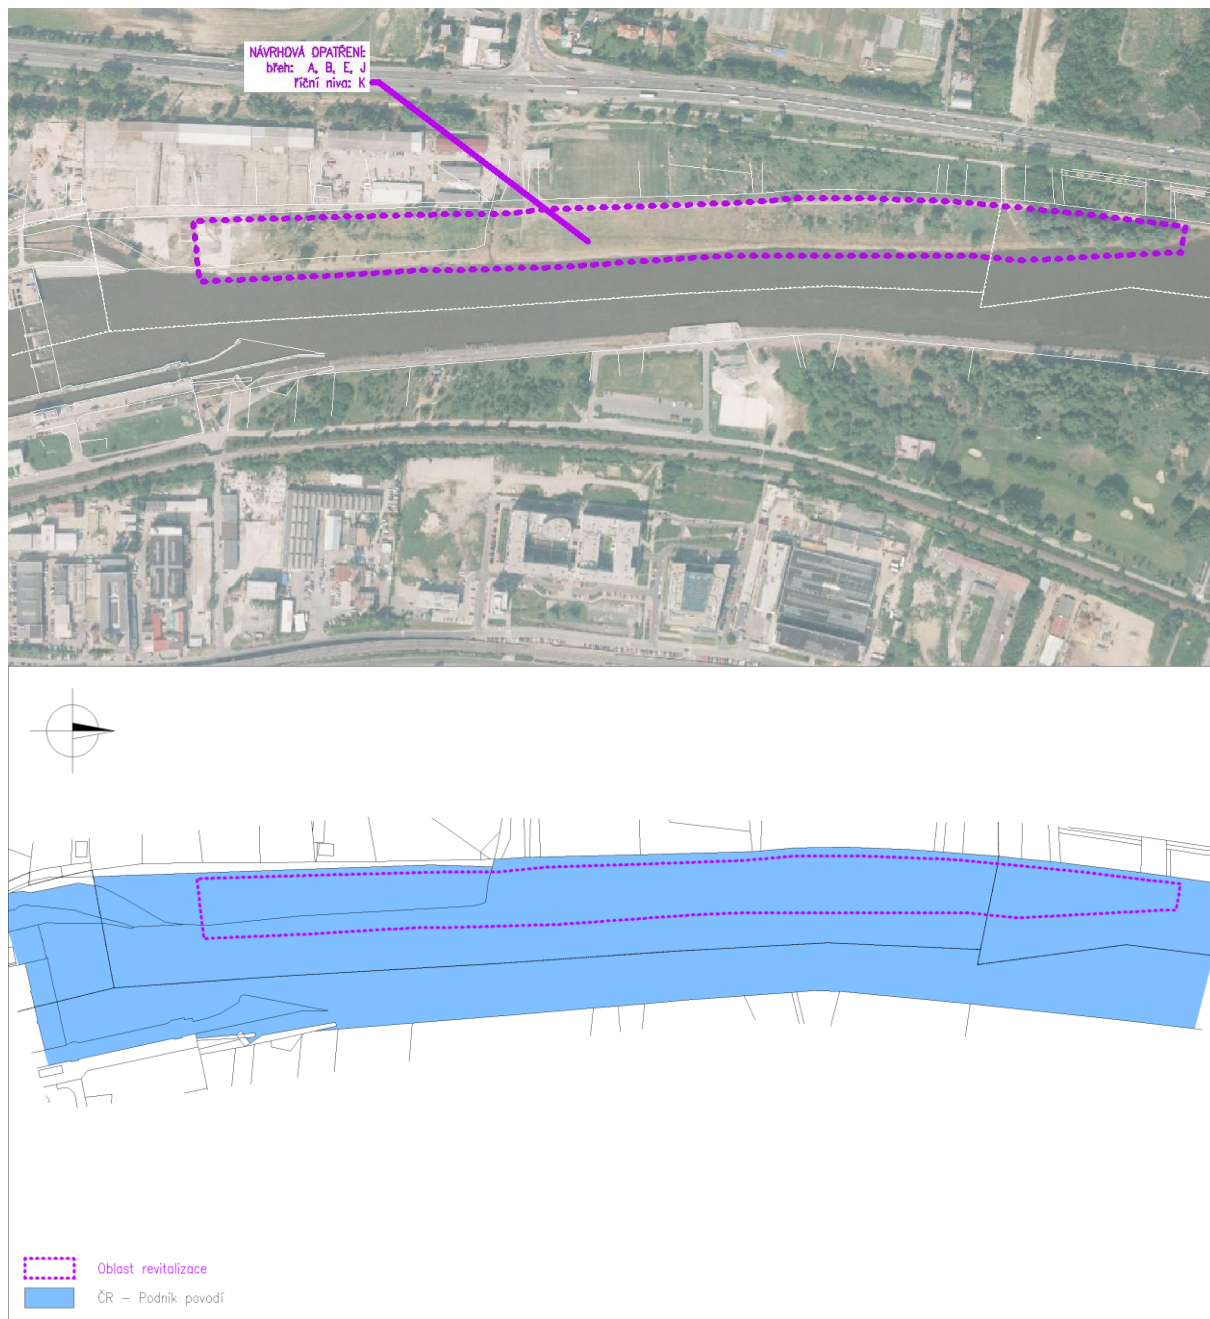 NÁVRHOVÁ OPATŘENÍ:
břeh: A, B, E, J
říční niva: K
Oblast revitalizace
ČR – Podnik povodí